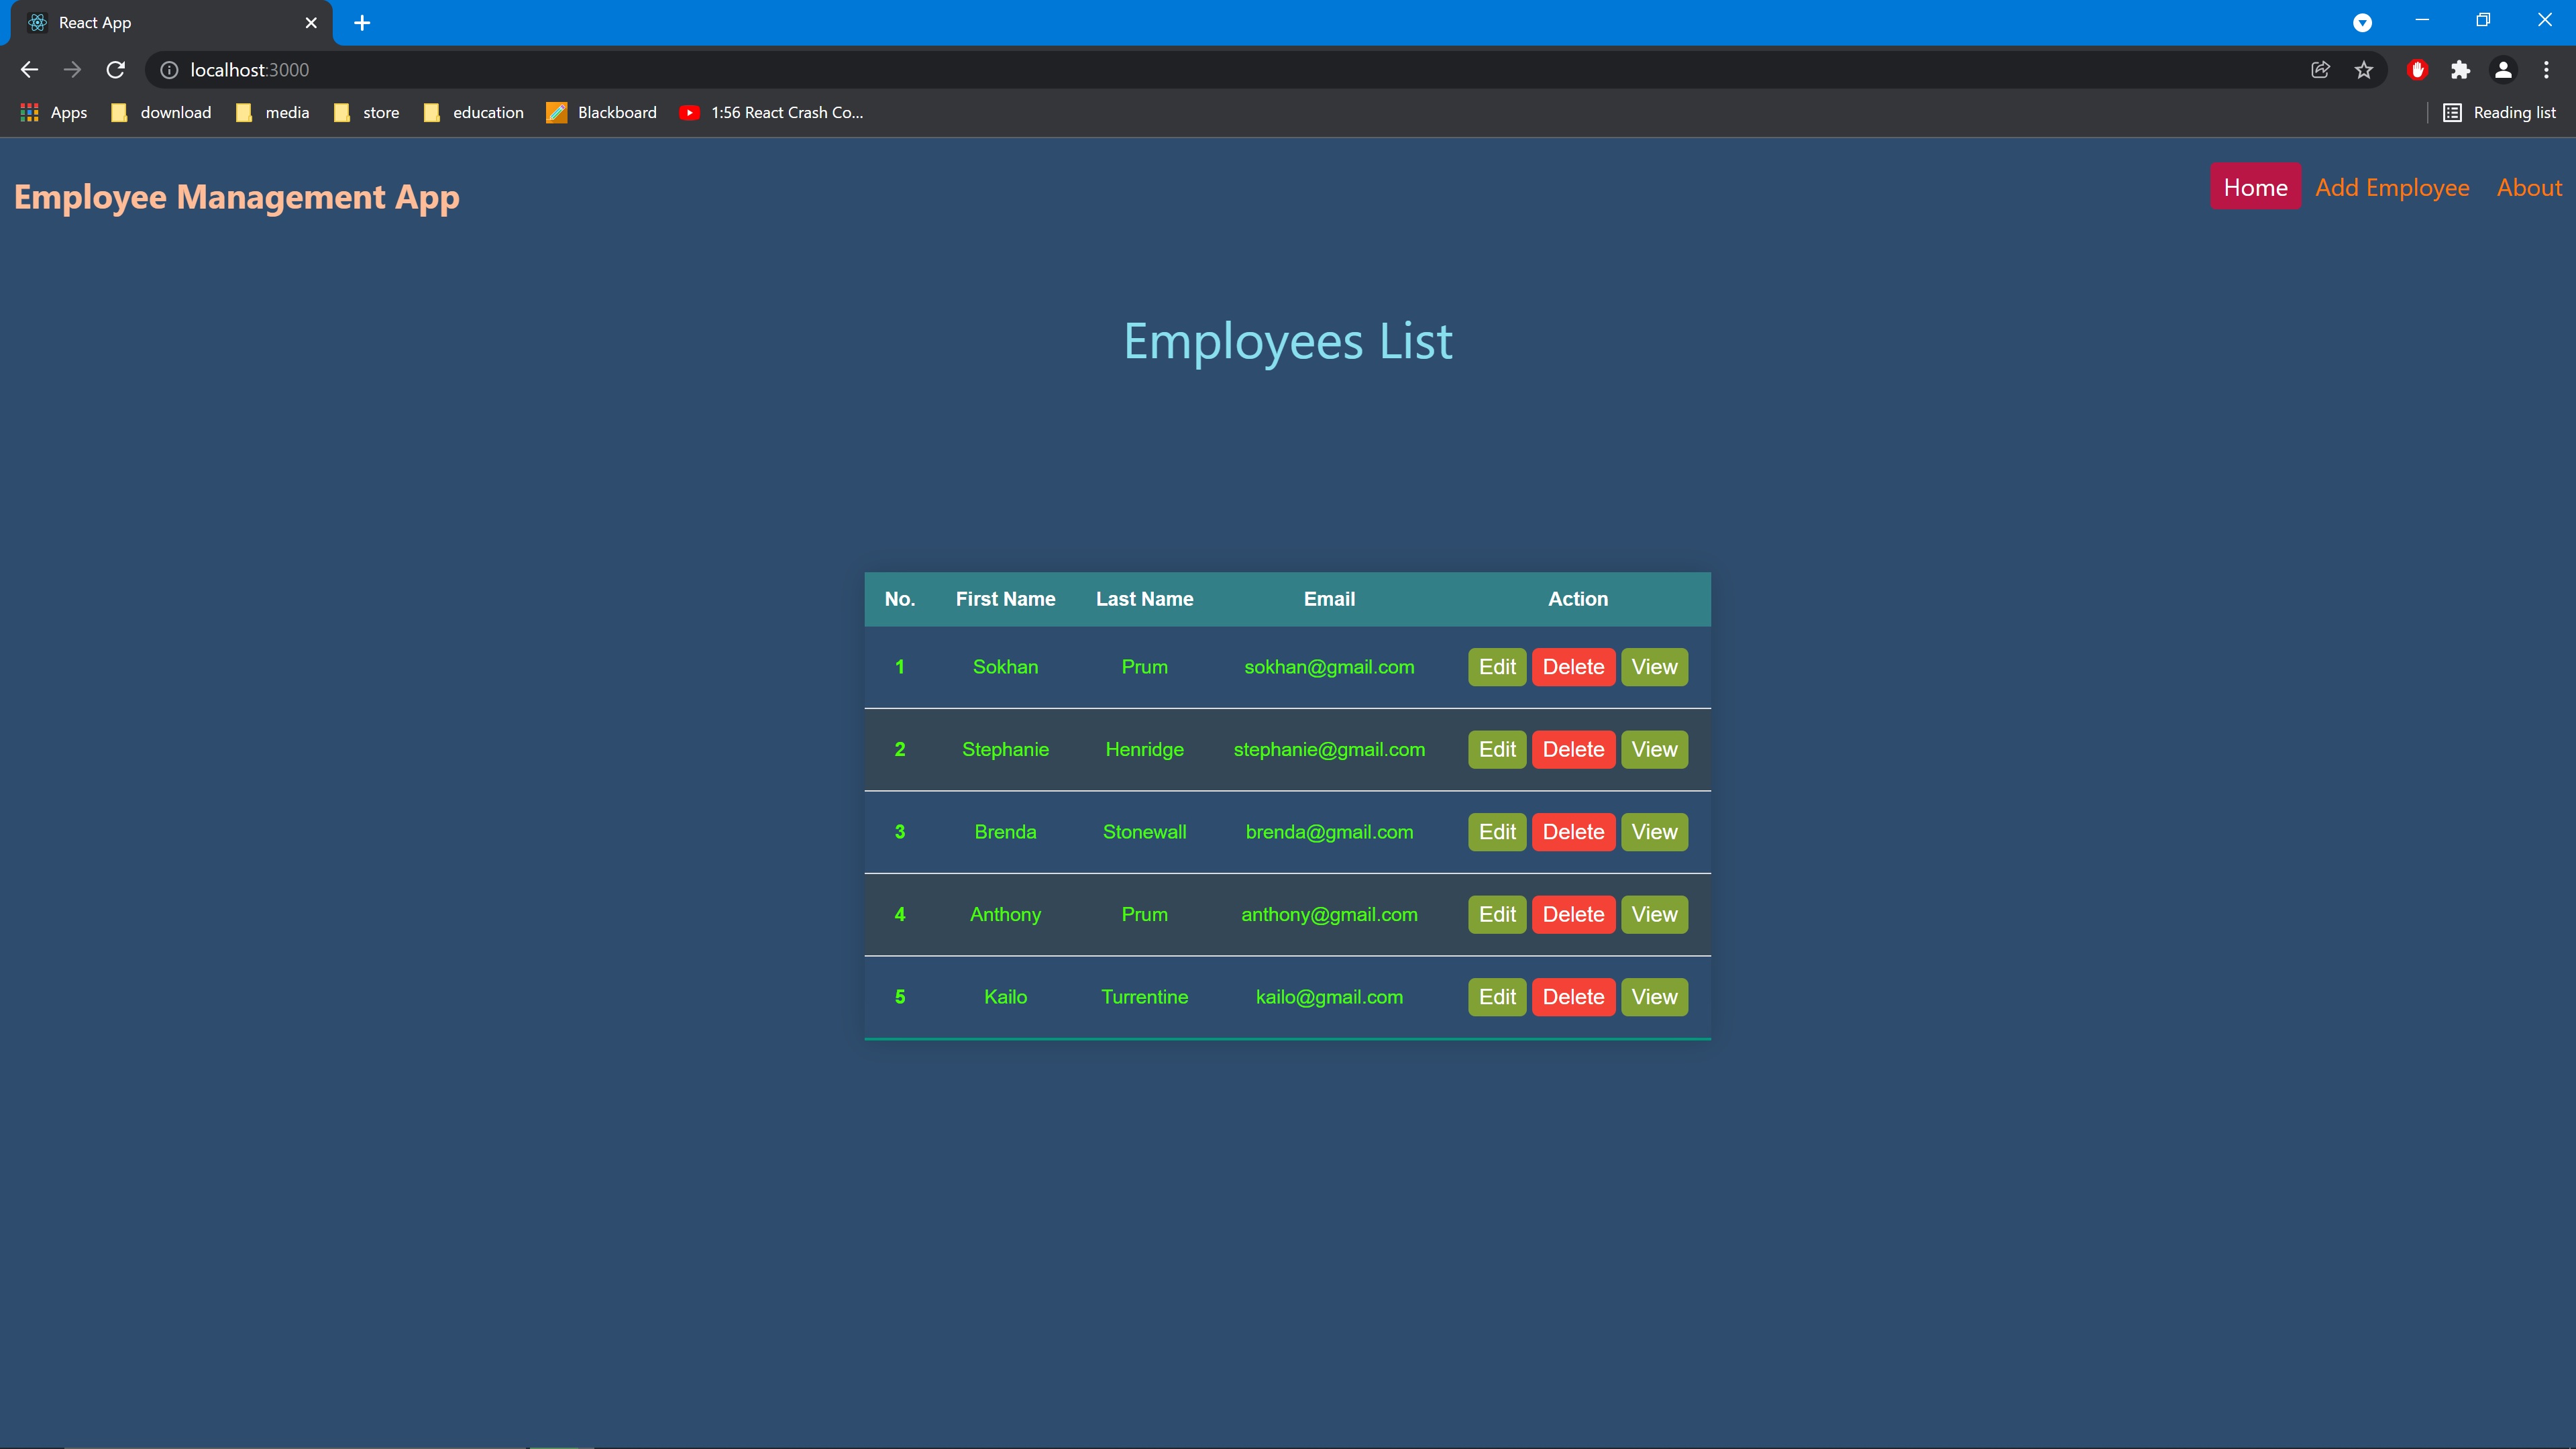 React App
localhost:3000
Apps download media store education Blackboard 1:56 React Crash Co... Reading list
Employee Management App Home Add Employee About
Employees List
No. First Name Last Name Email Action
1 Sokhan Prum sokhan@gmail.com Edit Delete View
2 Stephanie Henridge stephanie@gmail.com Edit Delete View
3 Brenda Stonewall brenda@gmail.com Edit Delete View
4 Anthony Prum anthony@gmail.com Edit Delete View
5 Kailo Turrentine kailo@gmail.com Edit Delete View